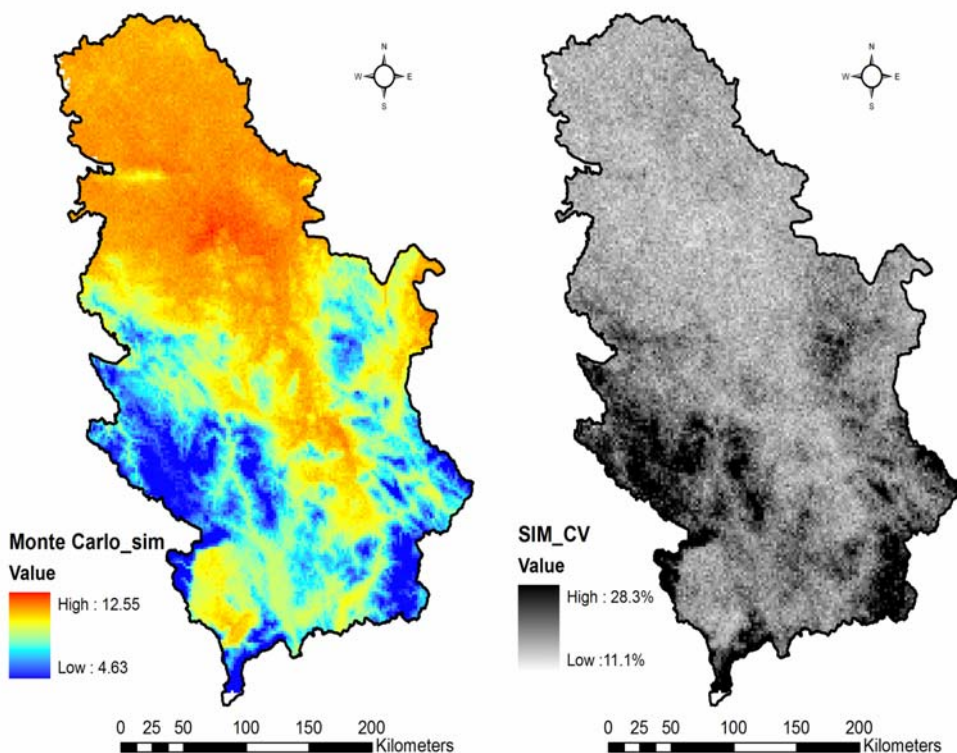 N
W E
S
Monte Carlo_sim
Value
High : 12.55
Low : 4.63
0 25 50 100 150 200
Kilometers
N
W E
S
SIM_CV
Value
High : 28.3%
Low : 11.1%
0 25 50 100 150 200
Kilometers